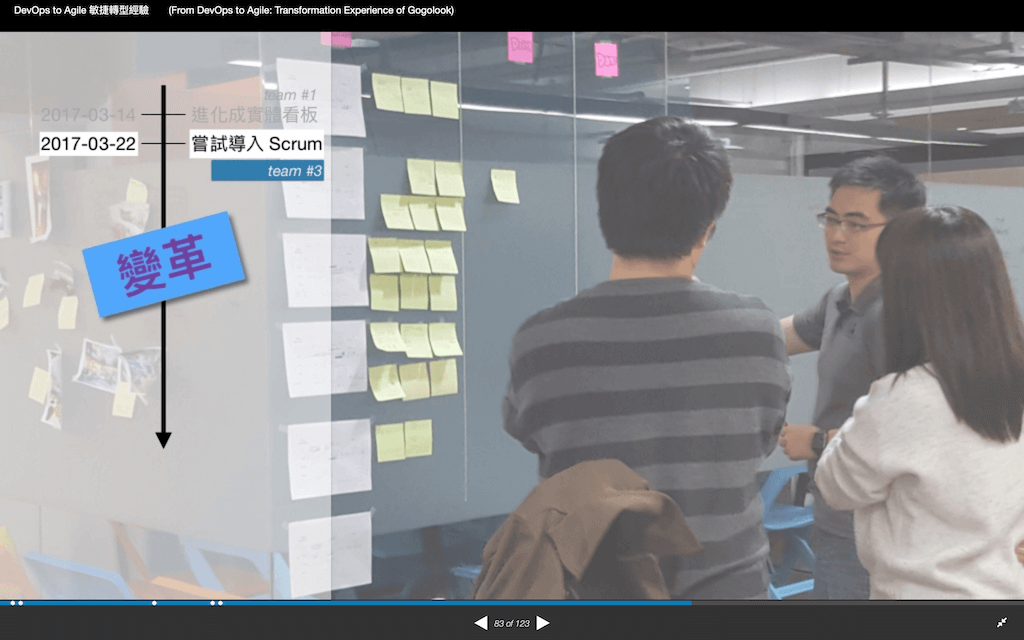 DevOps to Agile 敏捷轉型經驗 (From DevOps to Agile: Transformation Experience of Gogolook)
team #1
2017-03-14 進化成實體看板
2017-03-22 嘗試導入 Scrum
team #3
變革
83 of 123